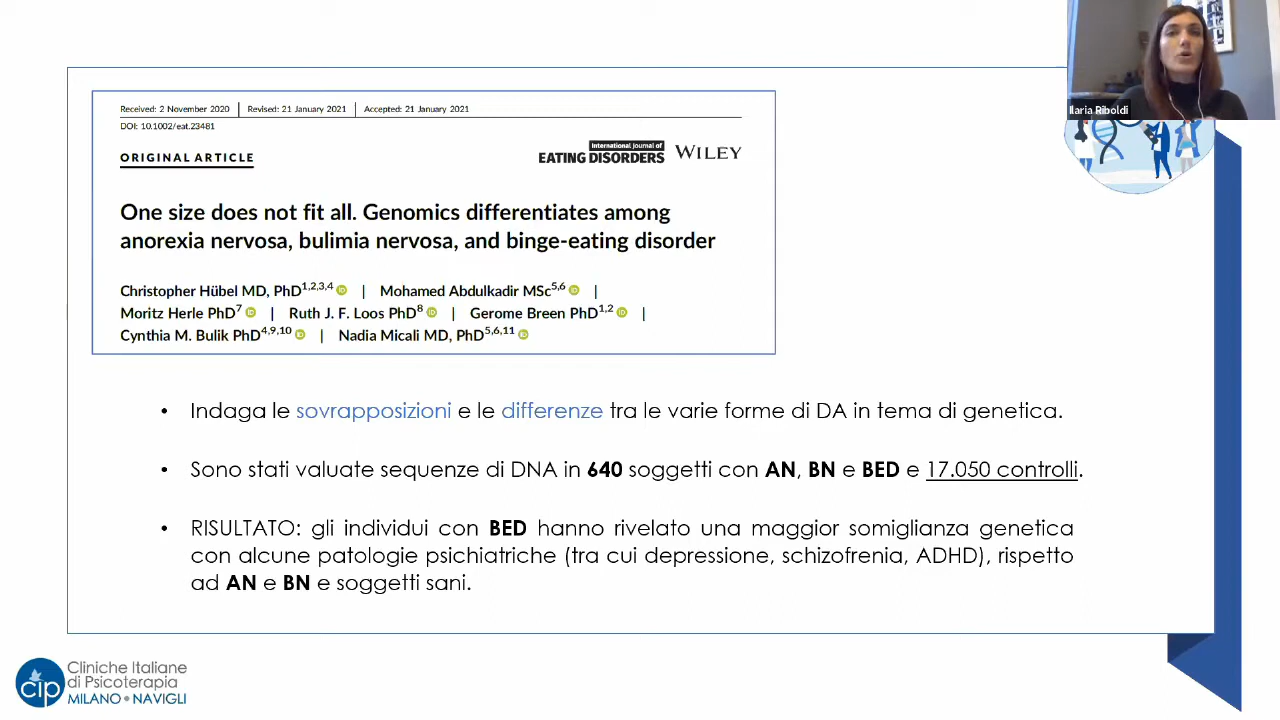 Ilaria Riboldi
Received: 2 November 2020 | Revised: 21 January 2021 | Accepted: 21 January 2021
DOI: 10.1002/eat.23481
ORIGINAL ARTICLE
International Journal of
EATING DISORDERS WILEY
One size does not fit all. Genomics differentiates among
anorexia nervosa, bulimia nervosa, and binge-eating disorder
Christopher Hübel MD, PhD1,2,3,4 iD | Mohamed Abdulkadir MSc5,6 iD |
Moritz Herle PhD7 iD | Ruth J. F. Loos PhD8 iD | Gerome Breen PhD1,2 iD |
Cynthia M. Bulik PhD4,9,10 iD | Nadia Micali MD, PhD5,6,11 iD
• Indaga le sovrapposizioni e le differenze tra le varie forme di DA in tema di genetica.
• Sono stati valuate sequenze di DNA in 640 soggetti con AN, BN e BED e 17.050 controlli.
• RISULTATO: gli individui con BED hanno rivelato una maggior somiglianza genetica
con alcune patologie psichiatriche (tra cui depressione, schizofrenia, ADHD), rispetto
ad AN e BN e soggetti sani.
cip
Cliniche Italiane
di Psicoterapia
MILANO • NAVIGLI